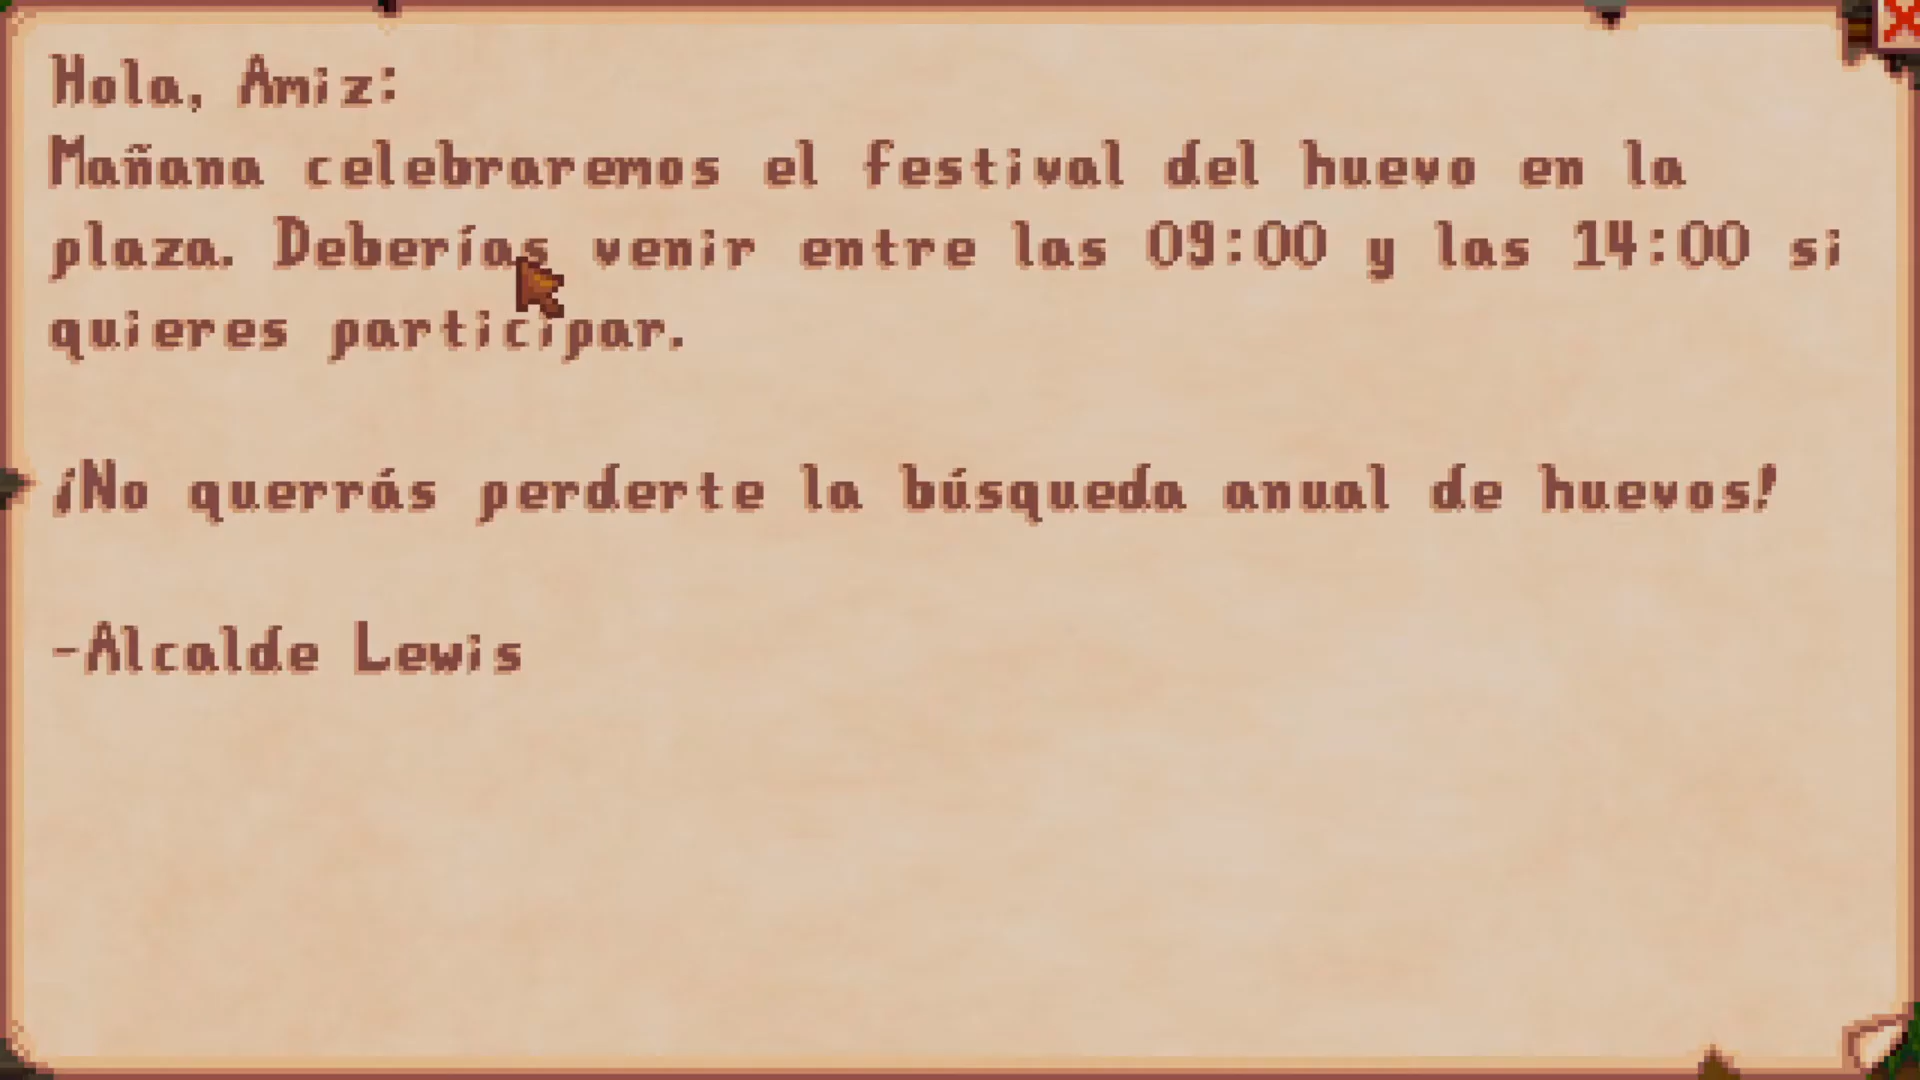 Hola, Amiz:
Mañana celebraremos el festival del huevo en la
plaza. Deberías venir entre las 09:00 y las 14:00 si
quieres participar.
¡No querrás perderte la búsqueda anual de huevos!
-Alcalde Lewis